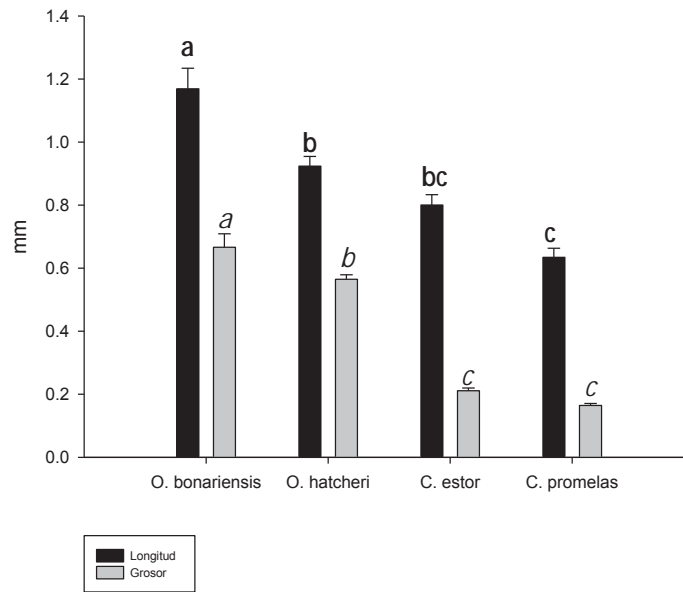 1.4
a
1.2
b
1.0
bc
0.8
a
c
mm
b
0.6
0.4
c
c
0.2
0.0
O. bonariensis O. hatcheri C. estor C. promelas
Longitud
Grosor